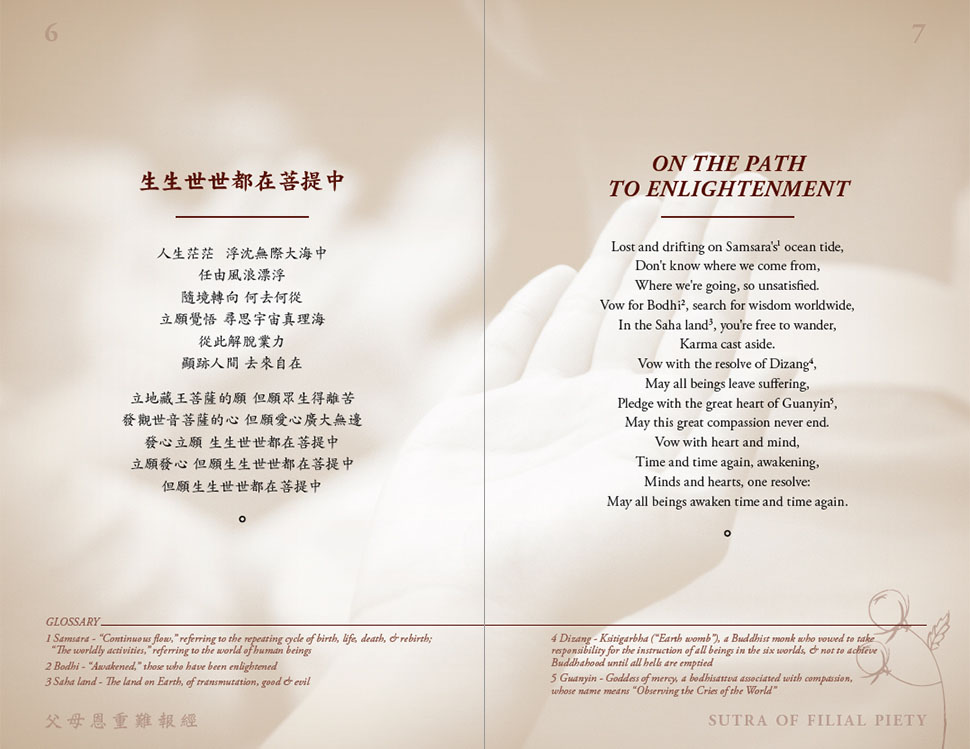 6
生生世世都在菩提中
人生茫茫 浮沈無際大海中
任由風浪漂浮
隨境轉向 何去何從
立願覺悟 尋思宇宙真理海
從此解脫業力
顯跡人間 去來自在
立地藏王菩薩的願 但願眾生得離苦
發觀世音菩薩的心 但願愛心廣大無邊
發心立願 生生世世都在菩提中
立願發心 但願生生世世都在菩提中
但願生生世世都在菩提中
7
ON THE PATH
TO ENLIGHTENMENT
Lost and drifting on Samsara's¹ ocean tide,
Don't know where we come from,
Where we're going, so unsatisfied.
Vow for Bodhi², search for wisdom worldwide,
In the Saha land³, you're free to wander,
Karma cast aside.
Vow with the resolve of Dizang⁴,
May all beings leave suffering,
Pledge with the great heart of Guanyin⁵,
May this great compassion never end.
Vow with heart and mind,
Time and time again, awakening,
Minds and hearts, one resolve:
May all beings awaken time and time again.
GLOSSARY
1 Samsara - “Continuous flow,” referring to the repeating cycle of birth, life, death, & rebirth;
“The worldly activities,” referring to the world of human beings
2 Bodhi - “Awakened,” those who have been enlightened
3 Saha land - The land on Earth, of transmutation, good & evil
4 Dizang - Ksitigarbha (“Earth womb”), a Buddhist monk who vowed to take
responsibility for the instruction of all beings in the six worlds, & not to achieve
Buddhahood until all hells are emptied
5 Guanyin - Goddess of mercy, a bodhisattva associated with compassion,
whose name means “Observing the Cries of the World”
父母恩重難報經
SUTRA OF FILIAL PIETY